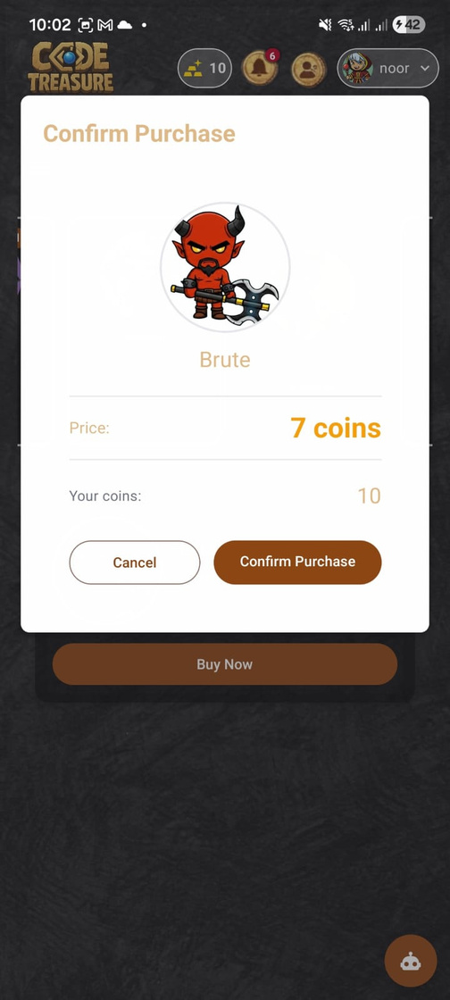 10:02
42
CODE
TREASURE
10
6
noor
Confirm Purchase
Brute
Price: 7 coins
Your coins: 10
Cancel Confirm Purchase
Buy Now